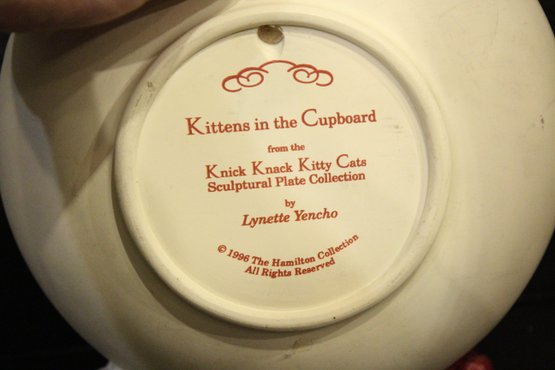 Kittens in the Cupboard
from the
Knick Knack Kitty Cats
Sculptural Plate Collection
by
Lynette Yencho
© 1996 The Hamilton Collection
All Rights Reserved